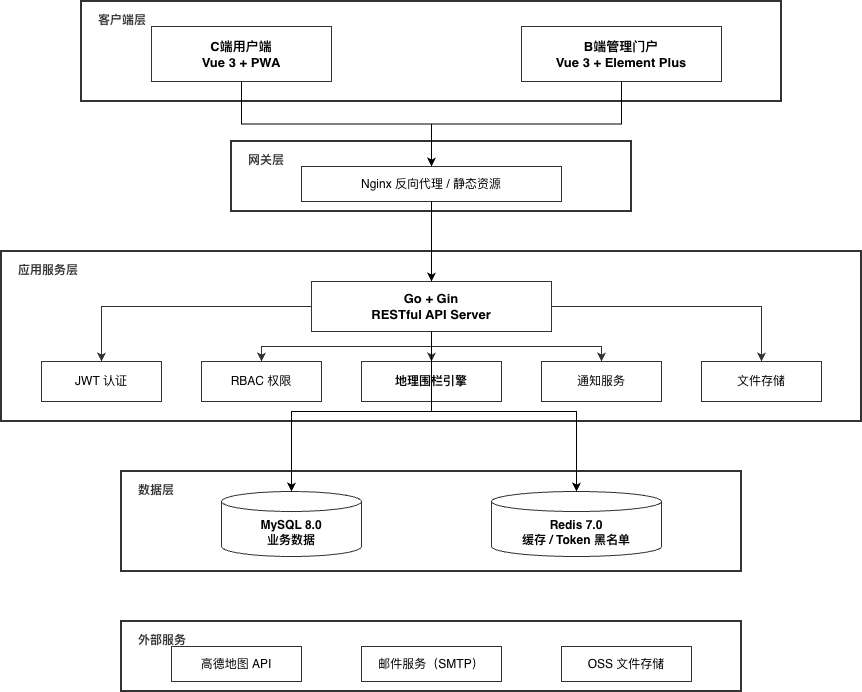 客户端层
C端用户端
Vue 3 + PWA
B端管理门户
Vue 3 + Element Plus
网关层
Nginx 反向代理 / 静态资源
应用服务层
Go + Gin
RESTful API Server
JWT 认证
RBAC 权限
地理围栏引擎
通知服务
文件存储
数据层
MySQL 8.0
业务数据
Redis 7.0
缓存 / Token 黑名单
外部服务
高德地图 API
邮件服务（SMTP）
OSS 文件存储